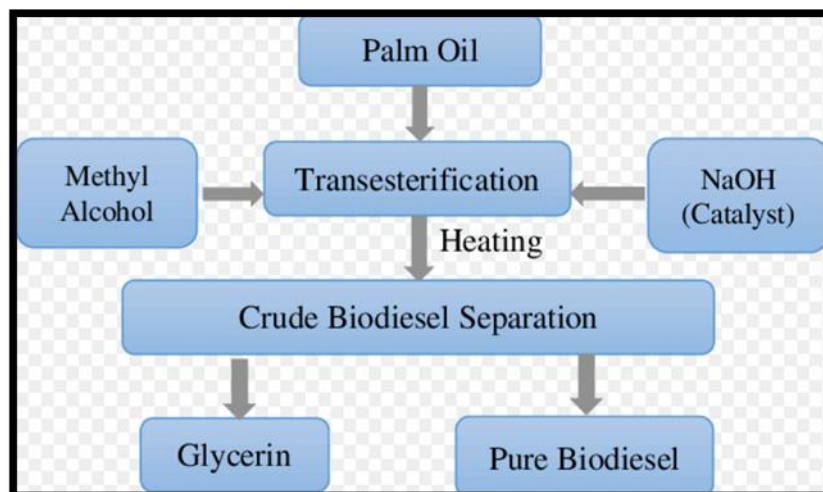 Palm Oil
Methyl
Alcohol
Transesterification
NaOH
(Catalyst)
Heating
Crude Biodiesel Separation
Glycerin
Pure Biodiesel